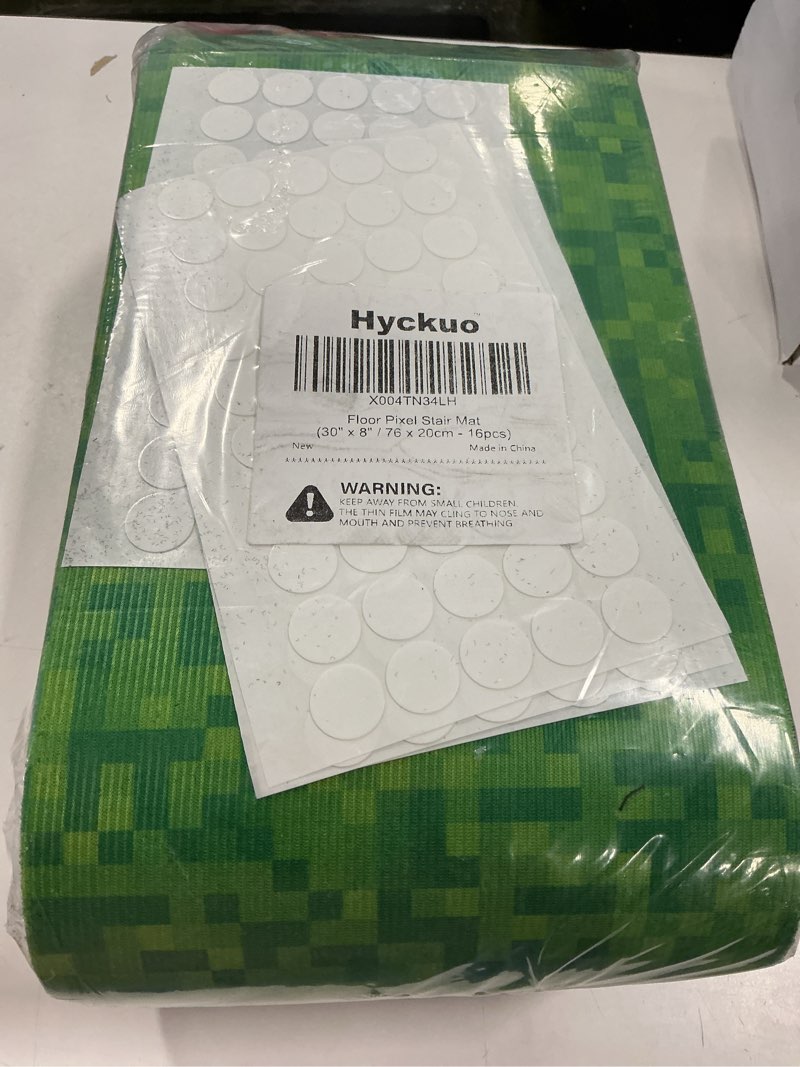 Hyckuo
X004TN34LH
Floor Pixel Stair Mat
(30" x 8" / 76 x 20cm - 16pcs)
New Made in China
WARNING:
KEEP AWAY FROM SMALL CHILDREN.
THE THIN FILM MAY CLING TO NOSE AND
MOUTH AND PREVENT BREATHING.